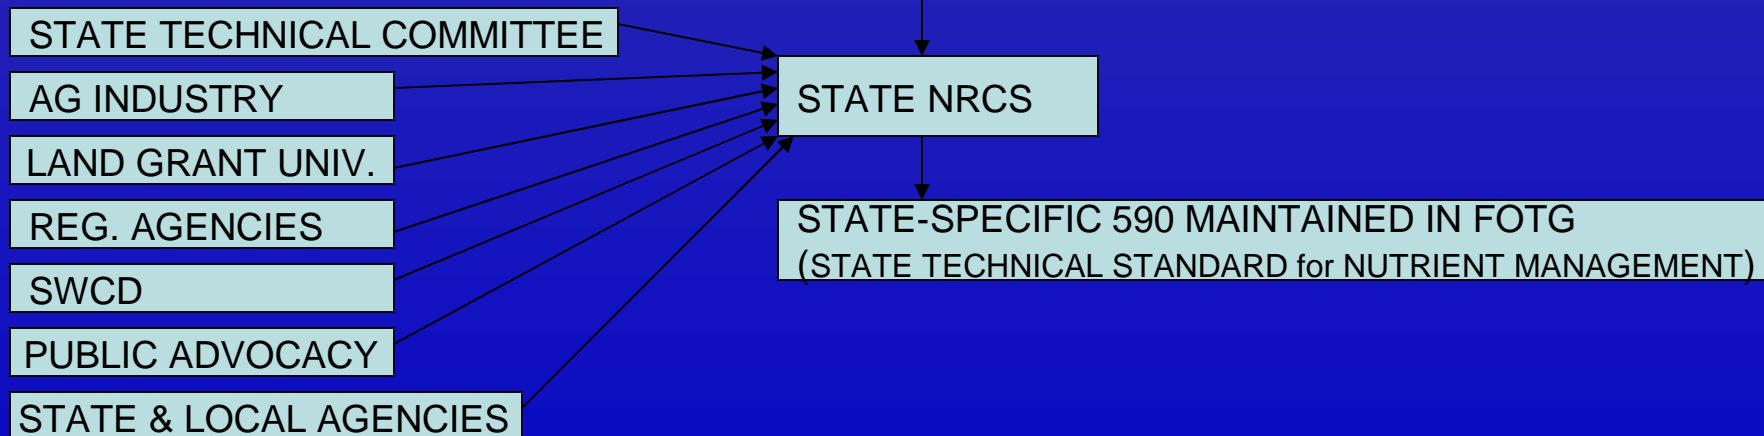 STATE TECHNICAL COMMITTEE
AG INDUSTRY
LAND GRANT UNIV.
REG. AGENCIES
SWCD
PUBLIC ADVOCACY
STATE & LOCAL AGENCIES
STATE NRCS
STATE-SPECIFIC 590 MAINTAINED IN FOTG
(STATE TECHNICAL STANDARD for NUTRIENT MANAGEMENT)